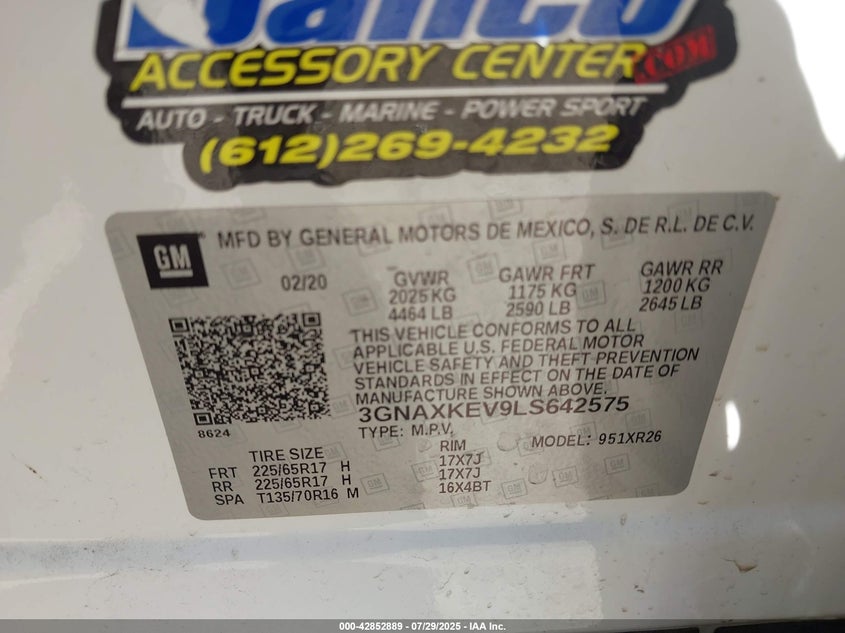 ACCESSORY CENTER.COM
AUTO - TRUCK - MARINE - POWER SPORT
(612)269-4232
GM
MFD BY GENERAL MOTORS DE MEXICO, S. DE R.L. DE C.V.
02/20 GVWR GAWR FRT GAWR RR
2025 KG 1175 KG 1200 KG
4464 LB 2590 LB 2645 LB
THIS VEHICLE CONFORMS TO ALL
APPLICABLE U.S. FEDERAL MOTOR
VEHICLE SAFETY AND THEFT PREVENTION
STANDARDS IN EFFECT ON THE DATE OF
MANUFACTURE SHOWN ABOVE.
3GNAXKEV9LS642575
8624
TYPE: M.P.V. MODEL: 951XR26
TIRE SIZE RIM
FRT 225/65R17 H 17X7J
RR 225/65R17 H 17X7J
SPA T135/70R16 M 16X4BT
000-42852889 - 07/29/2025 - IAA Inc.